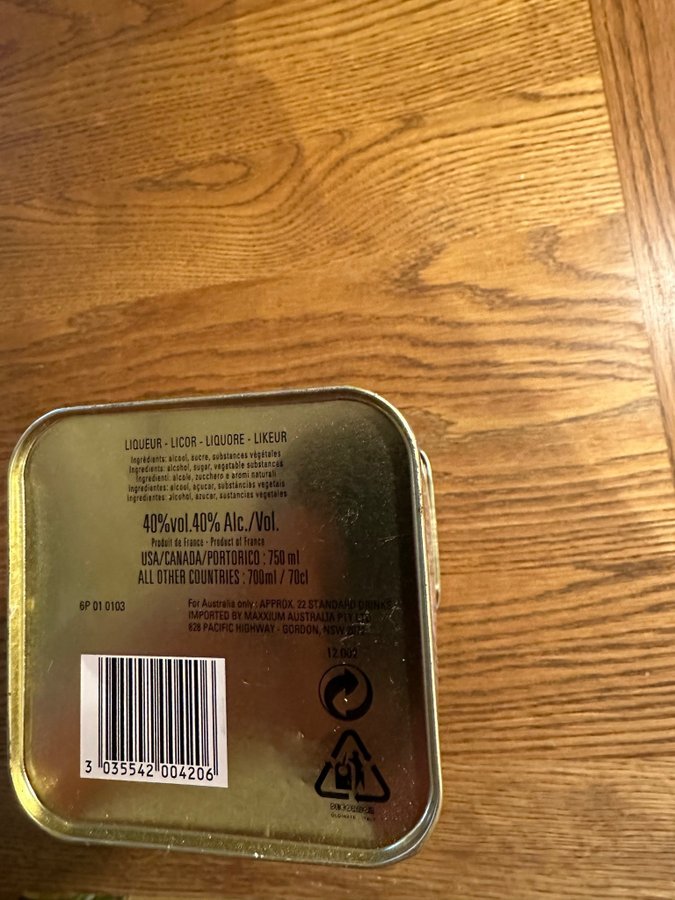 LIQUEUR - LICOR - LIQUORE - LIKEUR
Ingrédients: alcool, sucre, substances végétales
Ingredients: alcohol, sugar, vegetable substances
Ingredienti: alcole, zucchero e aromi naturali
Ingredientes: alcool, açucar, substâncias vegetais
Ingredientes: alcohol, azucar, sustancias vegetales
40%vol.40% Alc./Vol.
Produit de France - Product of France
USA/CANADA/PORTORICO : 750 ml
ALL OTHER COUNTRIES : 700ml / 70cl
6P 01 0103
For Australia only : APPROX. 22 STANDARD DRINKS
IMPORTED BY MAXXIUM AUSTRALIA PTY LTD
828 PACIFIC HIGHWAY - GORDON, NSW 2072
12 002
3 035542 004206